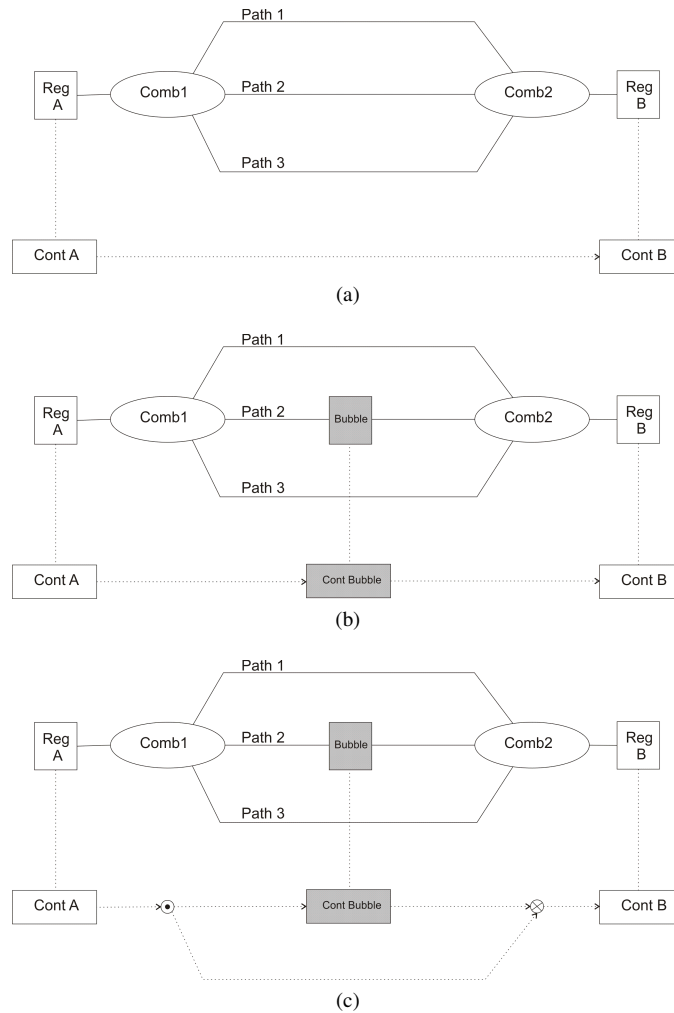 Path 1
Reg
A
Comb1
Path 2
Comb2
Reg
B
Path 3
Cont A
Cont B
(a)
Path 1
Reg
A
Comb1
Path 2
Bubble
Comb2
Reg
B
Path 3
Cont A
Cont Bubble
Cont B
(b)
Path 1
Reg
A
Comb1
Path 2
Bubble
Comb2
Reg
B
Path 3
Cont A
Cont Bubble
Cont B
(c)